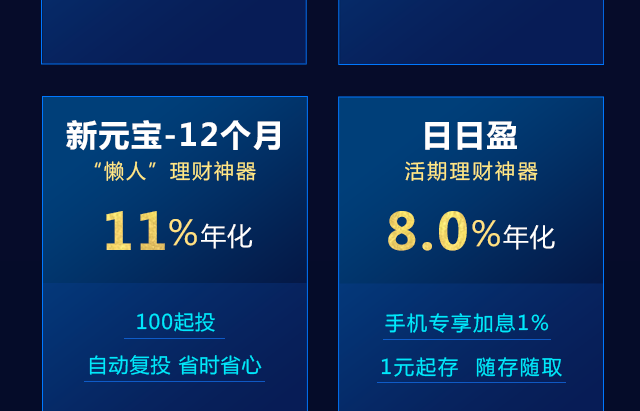 新元宝-12个月
“懒人”理财神器
11%年化
100起投
自动复投 省时省心
日日盈
活期理财神器
8.0%年化
手机专享加息1%
1元起存 随存随取